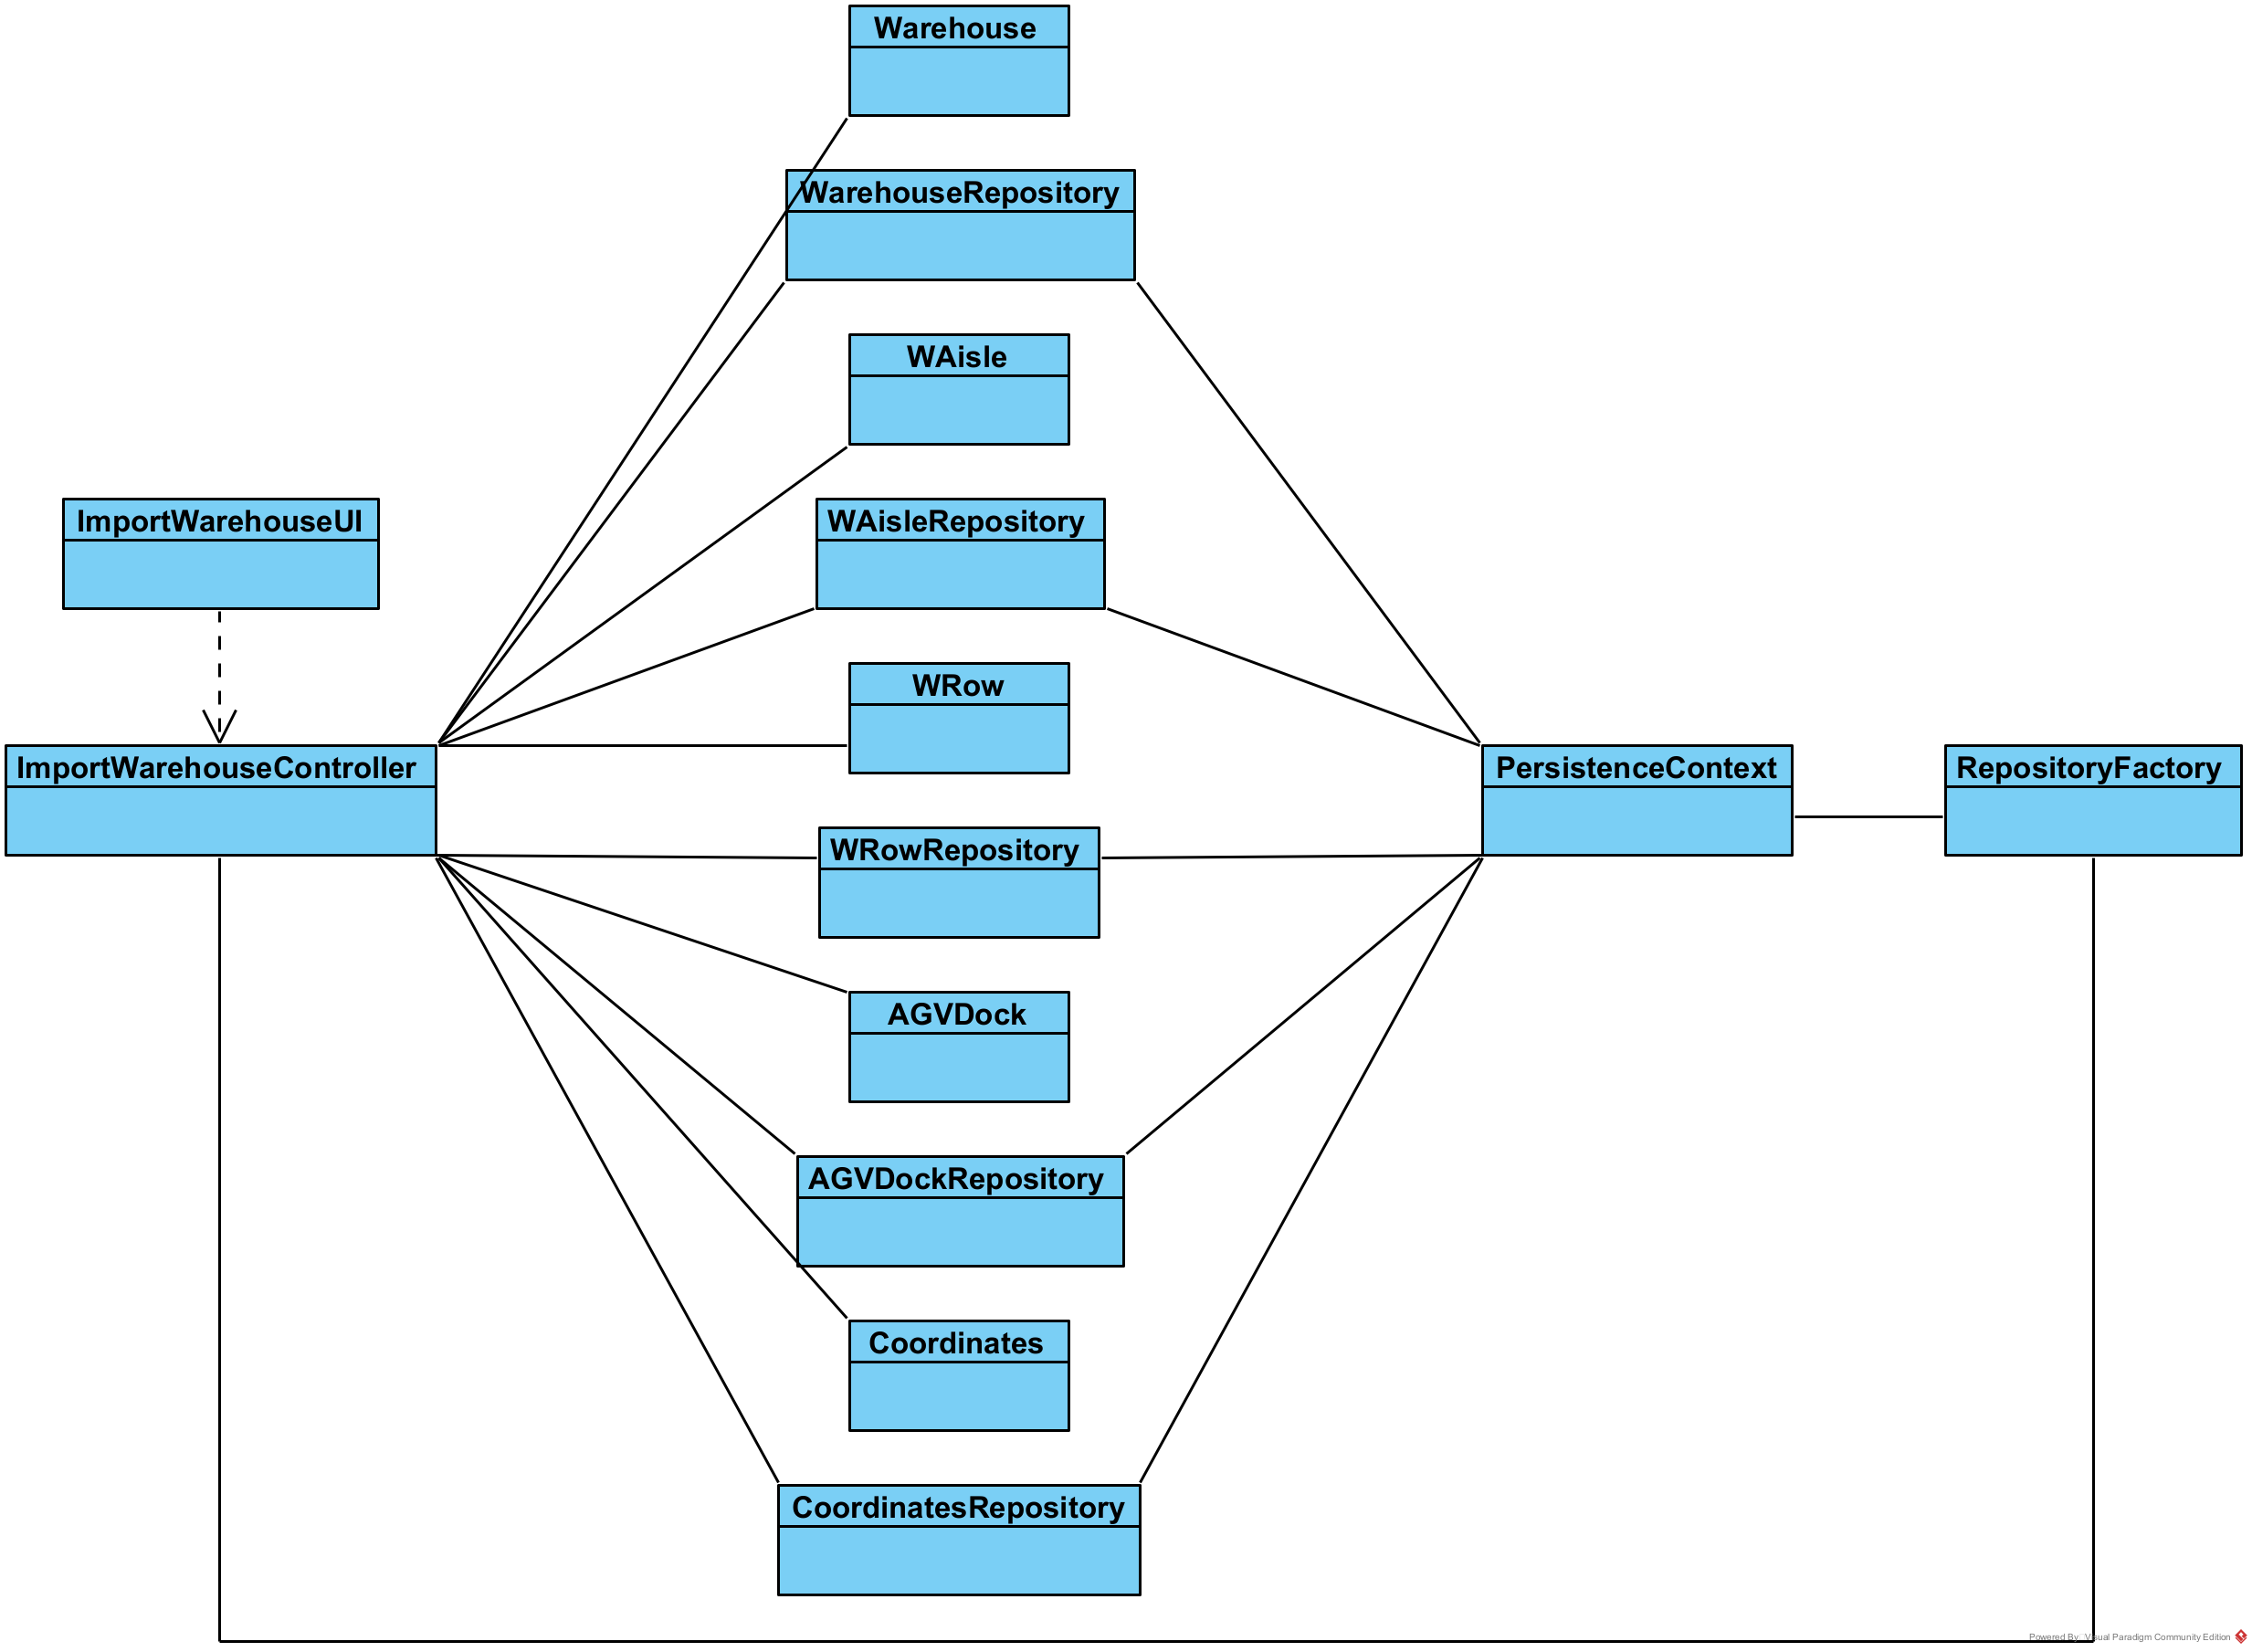 Warehouse
WarehouseRepository
WAisle
WAisleRepository
ImportWarehouseUI
WRow
ImportWarehouseController
PersistenceContext
RepositoryFactory
WRowRepository
AGVDock
AGVDockRepository
Coordinates
CoordinatesRepository
Powered By Visual Paradigm Community Edition